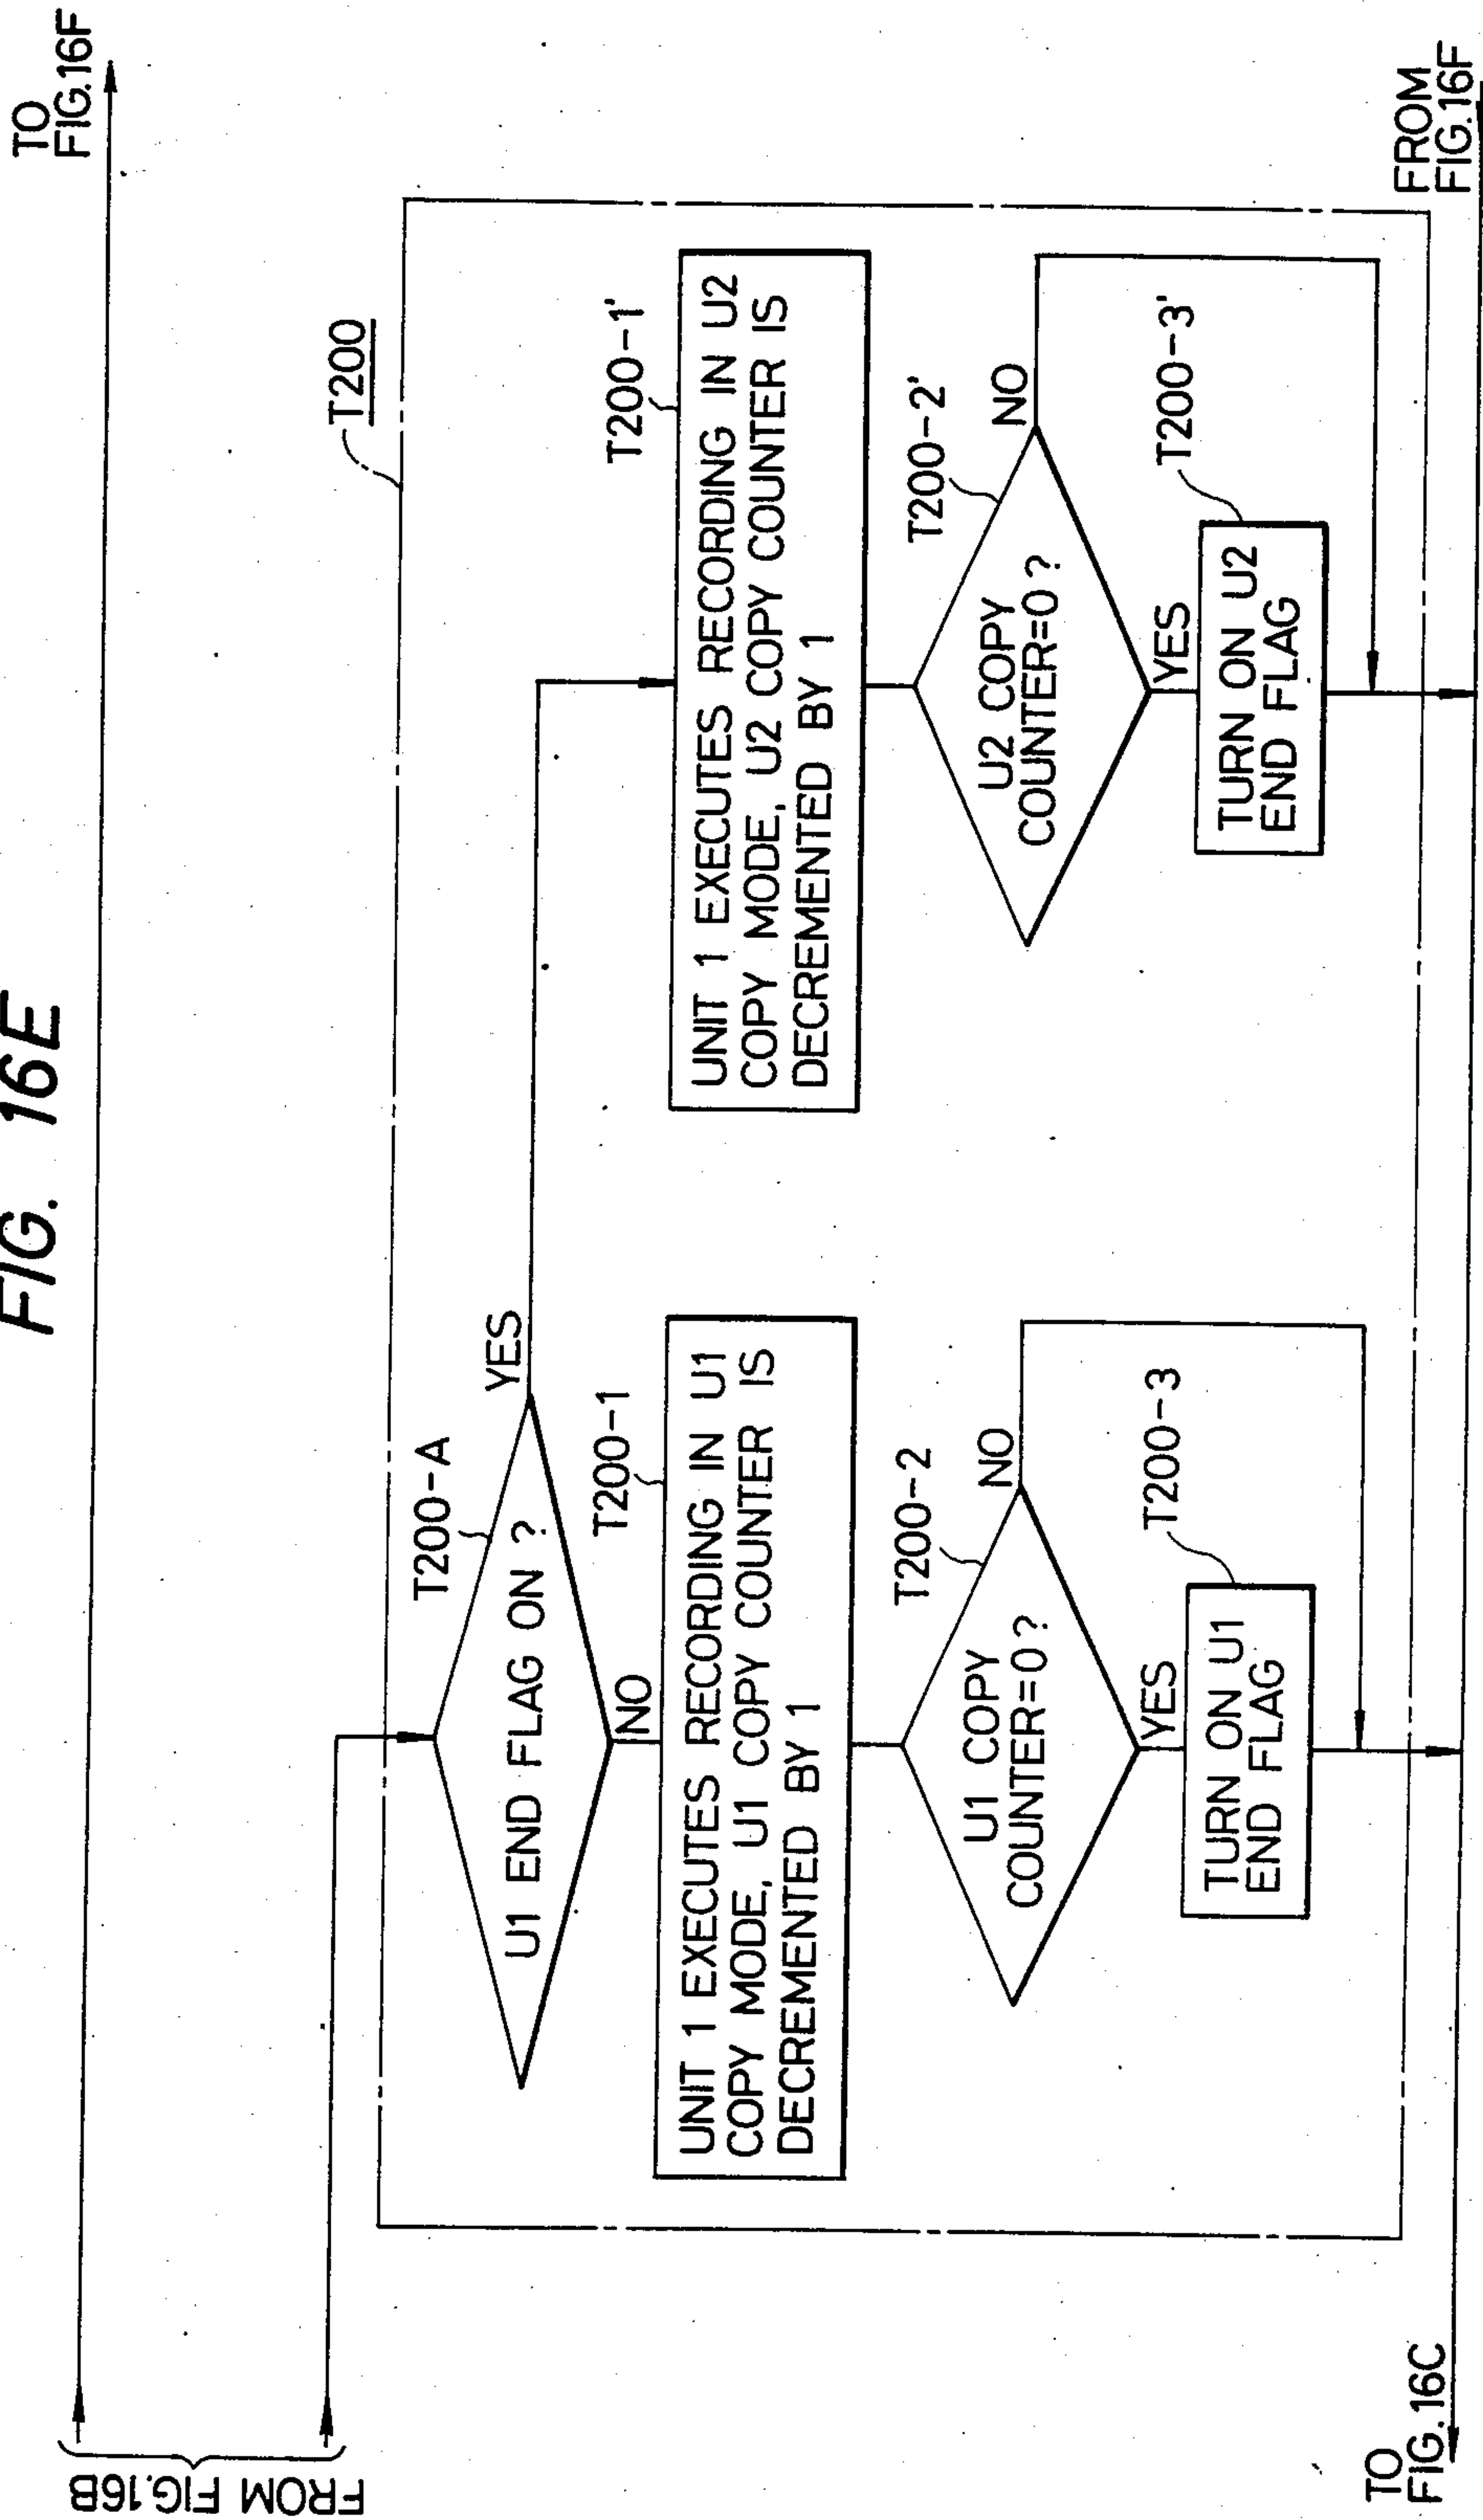 FIG. 16E
TO
FIG.16F
FROM FIG.16B
T200
T200-A
U1 END FLAG ON ?
YES
NO
T200-1
UNIT 1 EXECUTES RECORDING IN U1
COPY MODE, U1 COPY COUNTER IS
DECREMENTED BY 1
T200-2
U1 COPY
COUNTER=0 ?
NO
YES
T200-3
TURN ON U1
END FLAG
T200-1'
UNIT 1 EXECUTES RECORDING IN U2
COPY MODE, U2 COPY COUNTER IS
DECREMENTED BY 1
T200-2'
U2 COPY
COUNTER=0 ?
NO
YES
T200-3'
TURN ON U2
END FLAG
TO
FIG.16C
FROM
FIG.16F